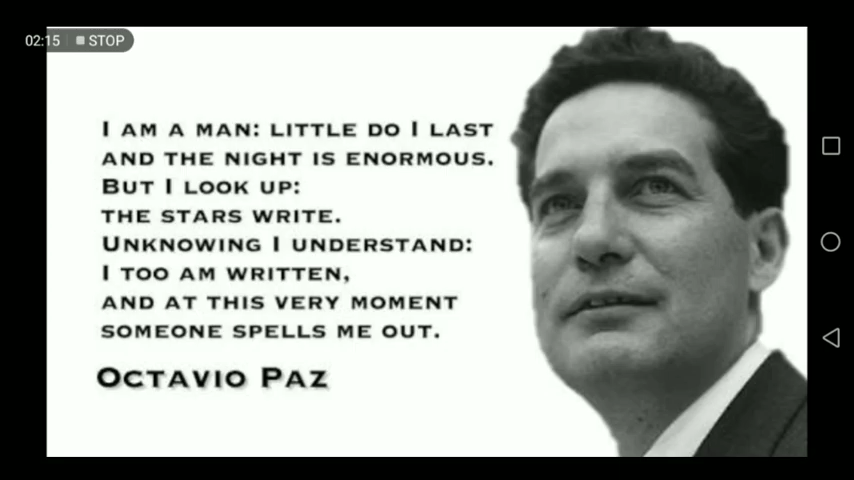 02:15 STOP
I AM A MAN: LITTLE DO I LAST
AND THE NIGHT IS ENORMOUS.
BUT I LOOK UP:
THE STARS WRITE.
UNKNOWING I UNDERSTAND:
I TOO AM WRITTEN,
AND AT THIS VERY MOMENT
SOMEONE SPELLS ME OUT.
OCTAVIO PAZ